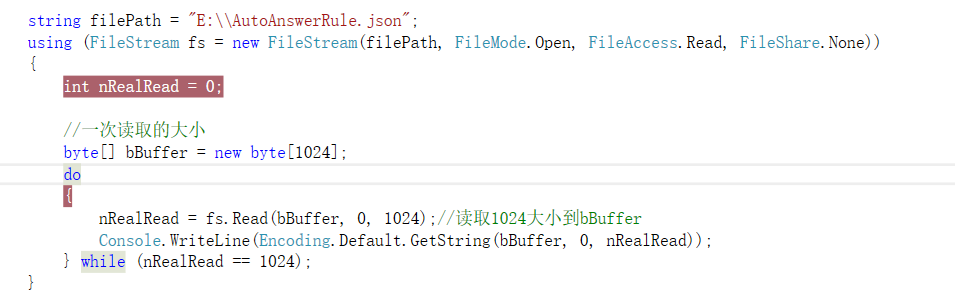 string filePath = "E:\\AutoAnswerRule.json";
using (FileStream fs = new FileStream(filePath, FileMode.Open, FileAccess.Read, FileShare.None))
{
int nRealRead = 0;
//一次读取的大小
byte[] bBuffer = new byte[1024];
do
{
nRealRead = fs.Read(bBuffer, 0, 1024);//读取1024大小到bBuffer
Console.WriteLine(Encoding.Default.GetString(bBuffer, 0, nRealRead));
} while (nRealRead == 1024);
}